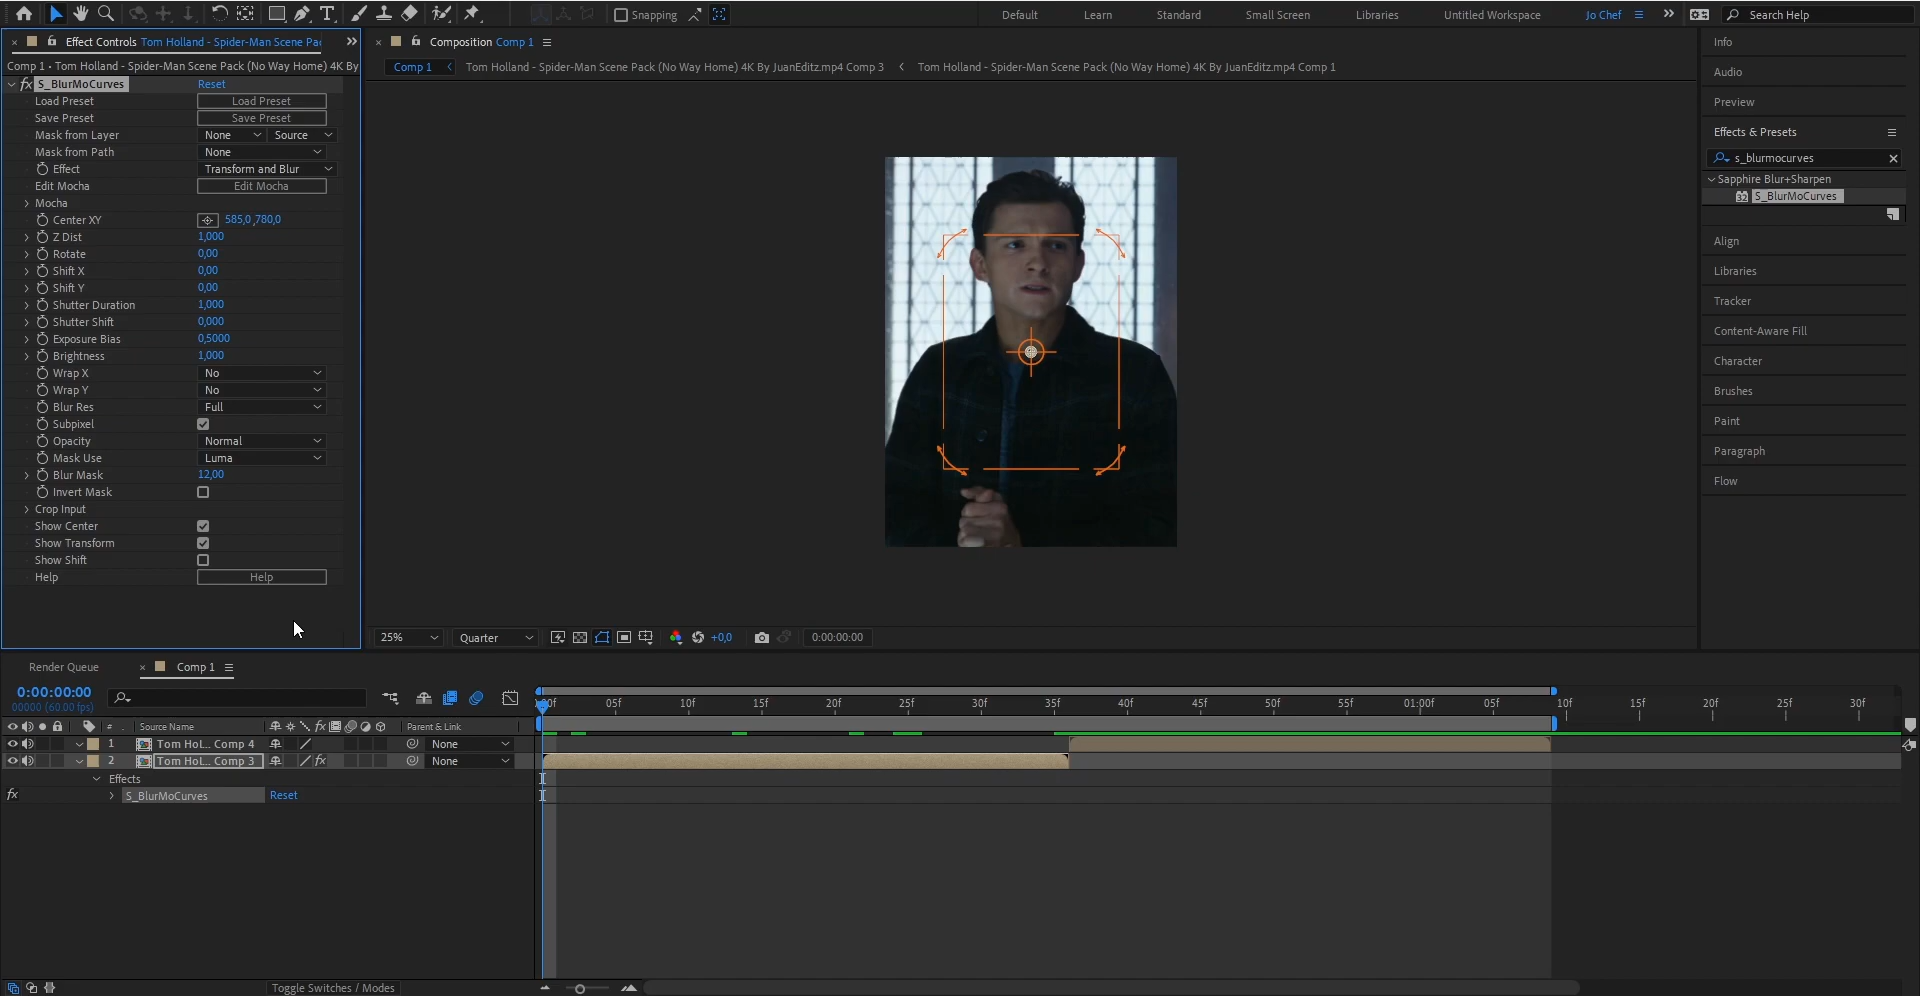 Snapping
Default
Learn
Standard
Small Screen
Libraries
Untitled Workspace
Jo Chef
Search Help
Effect Controls Tom Holland - Spider-Man Scene Pac
Comp 1 • Tom Holland - Spider-Man Scene Pack (No Way Home) 4K By
fx S_BlurMoCurves Reset
Load Preset Load Preset
Save Preset Save Preset
Mask from Layer None Source
Mask from Path None
Effect Transform and Blur
Edit Mocha Edit Mocha
Mocha
Center XY 585,0 ,780,0
Z Dist 1,000
Rotate 0,00
Shift X 0,00
Shift Y 0,00
Shutter Duration 1,000
Shutter Shift 0,000
Exposure Bias 0,5000
Brightness 1,000
Wrap X No
Wrap Y No
Blur Res Full
Subpixel
Opacity Normal
Mask Use Luma
Blur Mask 12,00
Invert Mask
Crop Input
Show Center
Show Transform
Show Shift
Help Help
Composition Comp 1
Comp 1 Tom Holland - Spider-Man Scene Pack (No Way Home) 4K By JuanEditz.mp4 Comp 3 Tom Holland - Spider-Man Scene Pack (No Way Home) 4K By JuanEditz.mp4 Comp 1
25% Quarter +0,0 0:00:00:00
Info
Audio
Preview
Effects & Presets
s_blurmocurves
Sapphire Blur+Sharpen
32 S_BlurMoCurves
Align
Libraries
Tracker
Content-Aware Fill
Character
Brushes
Paint
Paragraph
Flow
Render Queue Comp 1
0:00:00:00
00000 (60.00 fps)
05f 10f 15f 20f 25f 30f 35f 40f 45f 50f 55f 01:00f 05f 10f 15f 20f 25f 30f
# Source Name fx Parent & Link
1 Tom Hol... Comp 4 None
2 Tom Hol... Comp 3 fx None
Effects
fx S_BlurMoCurves Reset
Toggle Switches / Modes